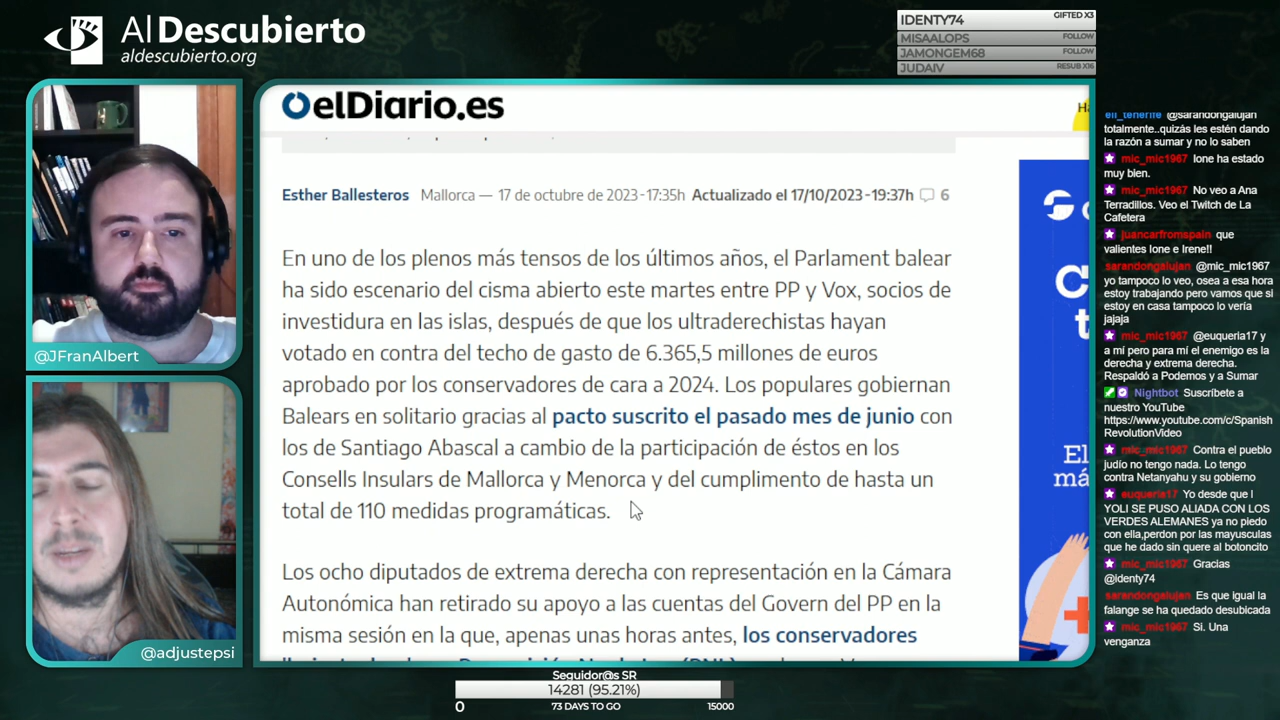 Al Descubierto
aldescubierto.org
IDENTY74 GIFTED X3
MISAALOPS FOLLOW
JAMONGEM68 FOLLOW
JUDAIV RESUB X16
@JFranAlbert
@adjustepsi
elDiario.es
Esther Ballesteros Mallorca — 17 de octubre de 2023-17:35h Actualizado el 17/10/2023-19:37h 6
En uno de los plenos más tensos de los últimos años, el Parlament balear
ha sido escenario del cisma abierto este martes entre PP y Vox, socios de
investidura en las islas, después de que los ultraderechistas hayan
votado en contra del techo de gasto de 6.365,5 millones de euros
aprobado por los conservadores de cara a 2024. Los populares gobiernan
Balears en solitario gracias al pacto suscrito el pasado mes de junio con
los de Santiago Abascal a cambio de la participación de éstos en los
Consells Insulars de Mallorca y Menorca y del cumplimento de hasta un
total de 110 medidas programáticas.
Los ocho diputados de extrema derecha con representación en la Cámara
Autonómica han retirado su apoyo a las cuentas del Govern del PP en la
misma sesión en la que, apenas unas horas antes, los conservadores
eli_tenerife @sarandongalujan
totalmente..quizás les estén dando
la razón a sumar y no lo saben
mic_mic1967 Ione ha estado
muy bien.
mic_mic1967 No veo a Ana
Terradillos. Veo el Twitch de La
Cafetera
juancarfromspain que
valientes Ione e Irene!!
sarandongalujan @mic_mic1967
yo tampoco lo veo, osea a esa hora
estoy trabajando pero vamos que si
estoy en casa tampoco lo vería
jajaja
mic_mic1967 @euqueria17 y
a mí pero para mí el enemigo es la
derecha y extrema derecha.
Respaldó a Podemos y a Sumar
Nightbot Suscríbete a
nuestro YouTube
https://www.youtube.com/c/Spanish
RevolutionVideo
mic_mic1967 Contra el pueblo
judío no tengo nada. Lo tengo
contra Netanyahu y su gobierno
euqueria17 Yo desde que l
YOLI SE PUSO ALIADA CON LOS
VERDES ALEMANES ya no piedo
con ella,perdon por las mayusculas
que he dado sin quere al botoncito
mic_mic1967 Gracias
@identy74
sarandongalujan Es que igual la
falange se ha quedado desubicada
mic_mic1967 Si. Una
venganza
Seguidor@s SR
14281 (95.21%)
0 73 DAYS TO GO 15000